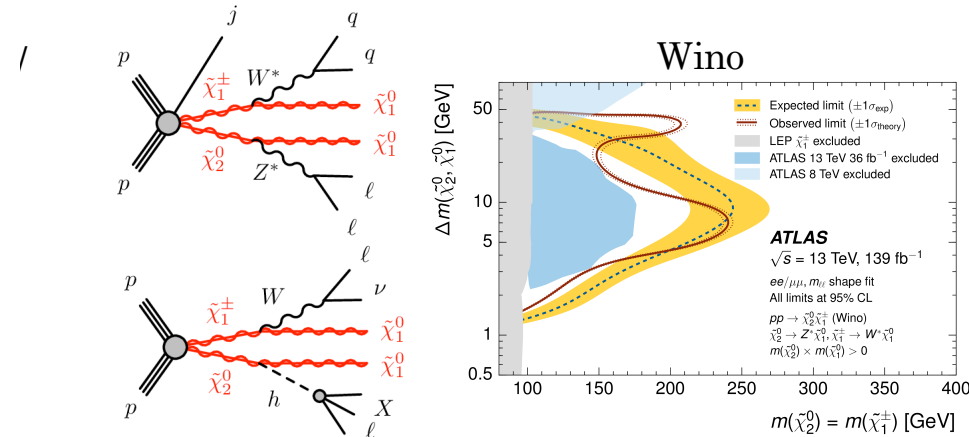 j
q
q
p
W*
χ̃₁±
χ̃₁⁰
χ̃₁⁰
χ̃₂⁰
Z*
p
ℓ
ℓ
ℓ
p
W
ν
χ̃₁±
χ̃₁⁰
χ̃₁⁰
χ̃₂⁰
h
p
X
ℓ
Wino
Δm(χ̃₂⁰, χ̃₁⁰) [GeV]
50
10
5
1
0.5
Expected limit (±1σ_exp)
Observed limit (±1σ_theory)
LEP χ̃₁± excluded
ATLAS 13 TeV 36 fb⁻¹ excluded
ATLAS 8 TeV excluded
ATLAS
√s = 13 TeV, 139 fb⁻¹
ee/μμ, m_ℓℓ shape fit
All limits at 95% CL
pp → χ̃₂⁰χ̃₁± (Wino)
χ̃₂⁰ → Z*χ̃₁⁰, χ̃₁± → W*χ̃₁⁰
m(χ̃₂⁰) × m(χ̃₁⁰) > 0
100 150 200 250 300 350 400
m(χ̃₂⁰) = m(χ̃₁±) [GeV]